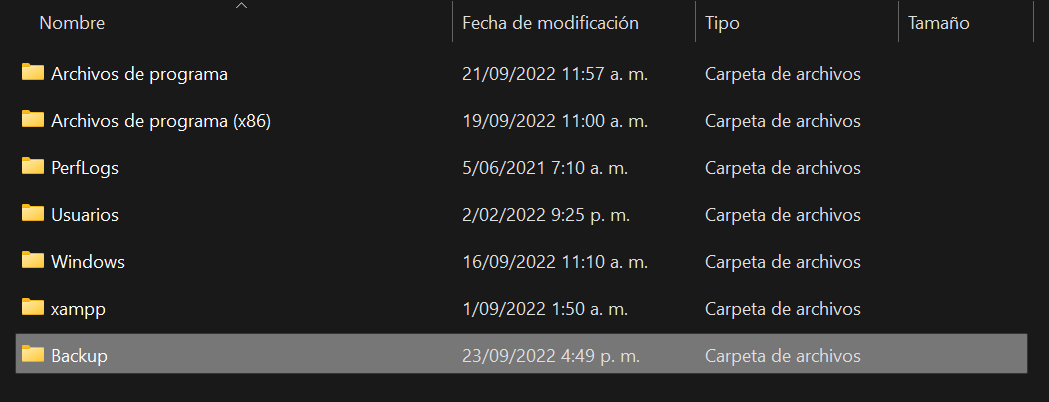 Nombre Fecha de modificación Tipo Tamaño
Archivos de programa 21/09/2022 11:57 a. m. Carpeta de archivos
Archivos de programa (x86) 19/09/2022 11:00 a. m. Carpeta de archivos
PerfLogs 5/06/2021 7:10 a. m. Carpeta de archivos
Usuarios 2/02/2022 9:25 p. m. Carpeta de archivos
Windows 16/09/2022 11:10 a. m. Carpeta de archivos
xampp 1/09/2022 1:50 a. m. Carpeta de archivos
Backup 23/09/2022 4:49 p. m. Carpeta de archivos